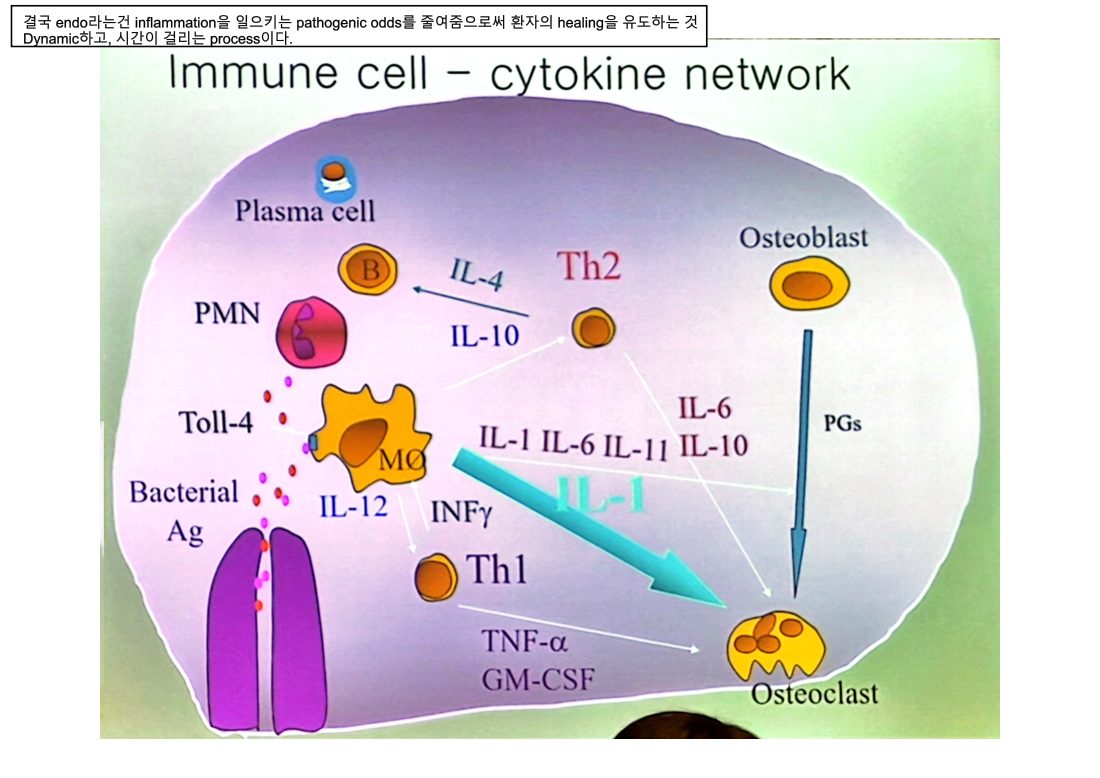 결국 endo라는건 inflammation을 일으키는 pathogenic odds를 줄여줌으로써 환자의 healing을 유도하는 것
Dynamic하고, 시간이 걸리는 process이다.
Immune cell – cytokine network
Plasma cell
Osteoblast
B
IL-4
Th2
PMN
IL-10
Toll-4
IL-6
PGs
IL-1 IL-6 IL-11 IL-10
MØ
IL-1
Bacterial
Ag
IL-12
INFγ
Th1
TNF-α
GM-CSF
Osteoclast